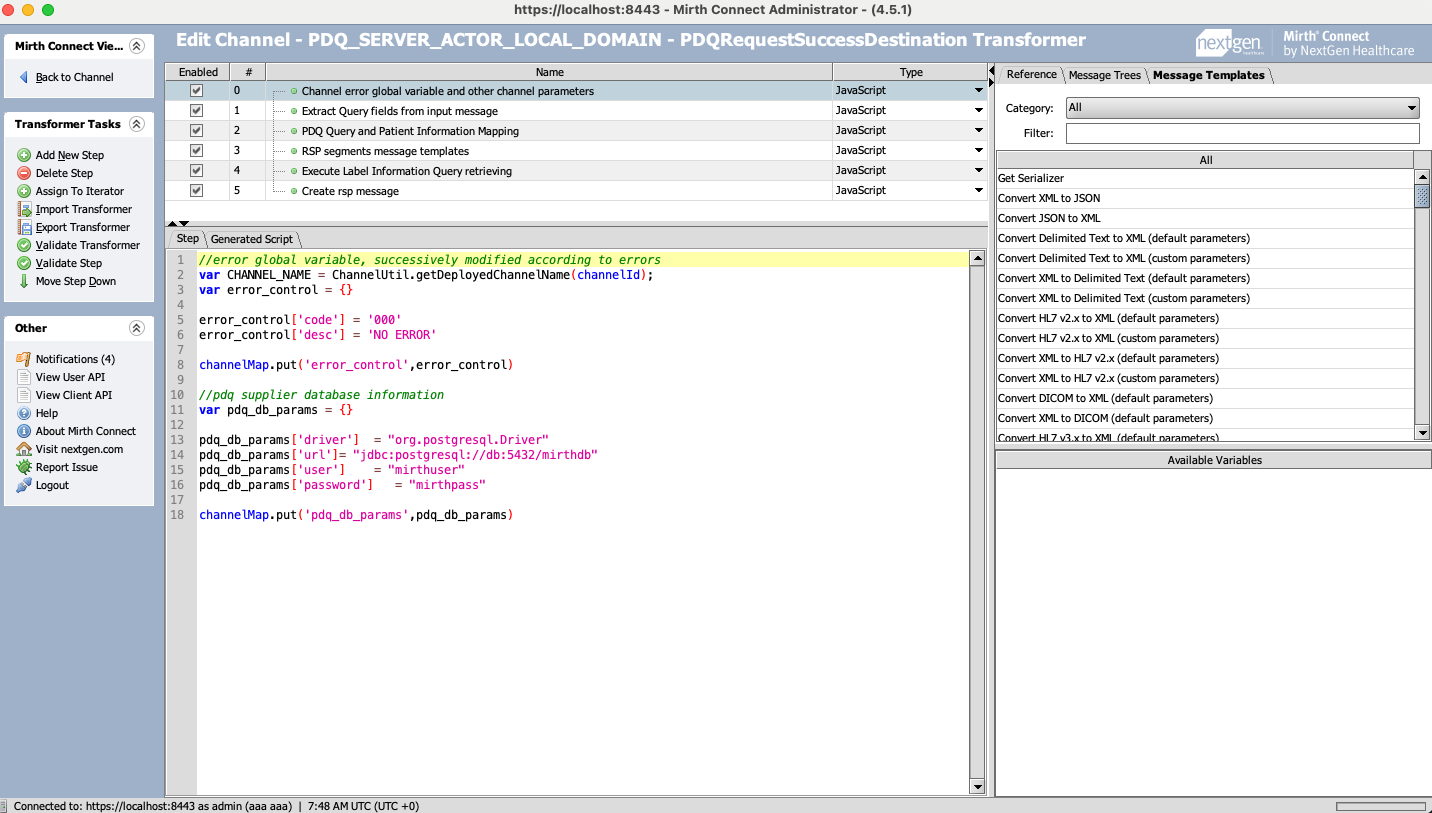 https://localhost:8443 - Mirth Connect Administrator - (4.5.1)
Mirth Connect Vie...
Back to Channel
Transformer Tasks
Add New Step
Delete Step
Assign To Iterator
Import Transformer
Export Transformer
Validate Transformer
Validate Step
Move Step Down
Other
Notifications (4)
View User API
View Client API
Help
About Mirth Connect
Visit nextgen.com
Report Issue
Logout
Edit Channel - PDQ_SERVER_ACTOR_LOCAL_DOMAIN - PDQRequestSuccessDestination Transformer
nextgen healthcare
Mirth® Connect
by NextGen Healthcare
Enabled # Name Type
0 Channel error global variable and other channel parameters JavaScript
1 Extract Query fields from input message JavaScript
2 PDQ Query and Patient Information Mapping JavaScript
3 RSP segments message templates JavaScript
4 Execute Label Information Query retrieving JavaScript
5 Create rsp message JavaScript
Step Generated Script
1 //error global variable, successively modified according to errors
2 var CHANNEL_NAME = ChannelUtil.getDeployedChannelName(channelId);
3 var error_control = {}
4
5 error_control['code'] = '000'
6 error_control['desc'] = 'NO ERROR'
7
8 channelMap.put('error_control',error_control)
9
10 //pdq supplier database information
11 var pdq_db_params = {}
12
13 pdq_db_params['driver']  = "org.postgresql.Driver"
14 pdq_db_params['url']= "jdbc:postgresql://db:5432/mirthdb"
15 pdq_db_params['user']    = "mirthuser"
16 pdq_db_params['password']   = "mirthpass"
17
18 channelMap.put('pdq_db_params',pdq_db_params)
Reference Message Trees Message Templates
Category: All
Filter:
All
Get Serializer
Convert XML to JSON
Convert JSON to XML
Convert Delimited Text to XML (default parameters)
Convert Delimited Text to XML (custom parameters)
Convert XML to Delimited Text (default parameters)
Convert XML to Delimited Text (custom parameters)
Convert HL7 v2.x to XML (default parameters)
Convert HL7 v2.x to XML (custom parameters)
Convert XML to HL7 v2.x (default parameters)
Convert XML to HL7 v2.x (custom parameters)
Convert DICOM to XML (default parameters)
Convert XML to DICOM (default parameters)
Convert HL7 v3.x to XML (default parameters)
Available Variables
Connected to: https://localhost:8443 as admin (aaa aaa) | 7:48 AM UTC (UTC +0)